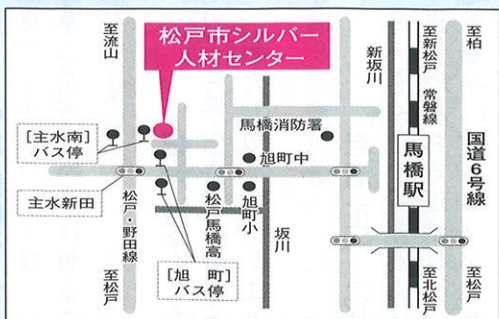 松戸市シルバー
人材センター
至流山
[主水南]
バス停
主水新田
松戸・野田線
至松戸
[旭 町]
バス停
松戸馬橋高
旭町小
旭町中
馬橋消防署
坂川
新坂川
至新松戸
常磐線
馬橋駅
至北松戸
至柏
国道6号線
至松戸